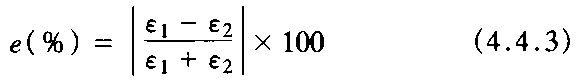 e(%) = | (ε₁ − ε₂) / (ε₁ + ε₂) | × 100 (4.4.3)